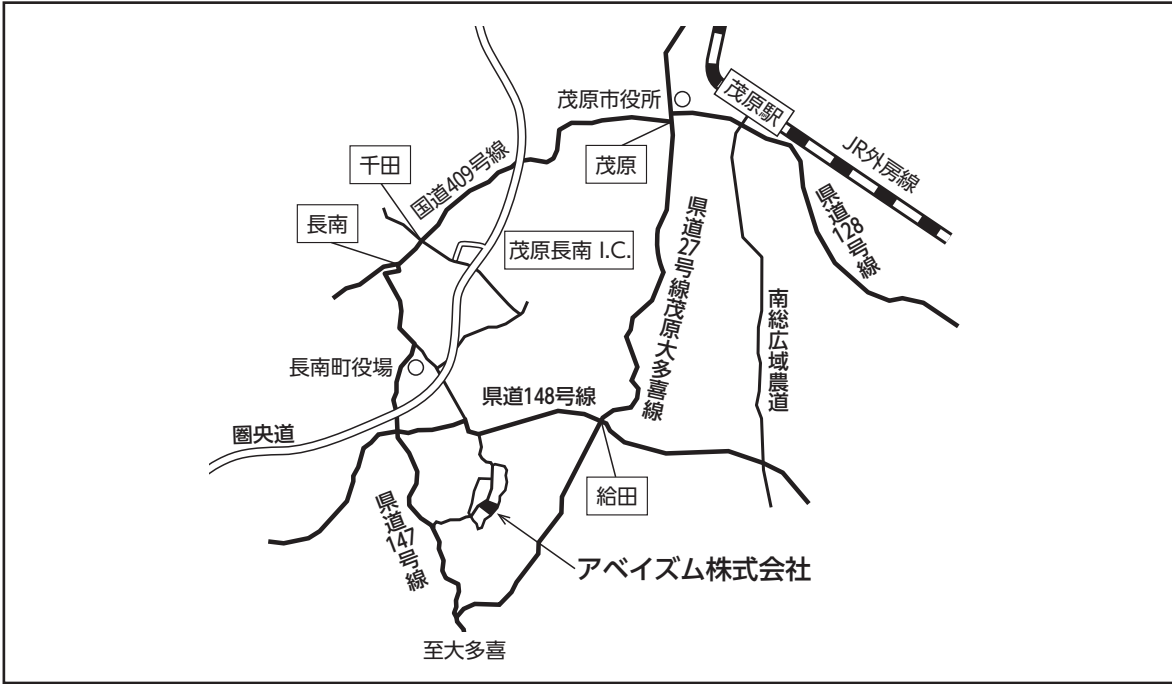 茂原市役所
茂原駅
JR外房線
千田
国道409号線
茂原
長南
茂原長南 I.C.
県道27号線茂原大多喜線
県道128号線
南総広域農道
長南町役場
県道148号線
圏央道
給田
県道147号線
アベイズム株式会社
至大多喜